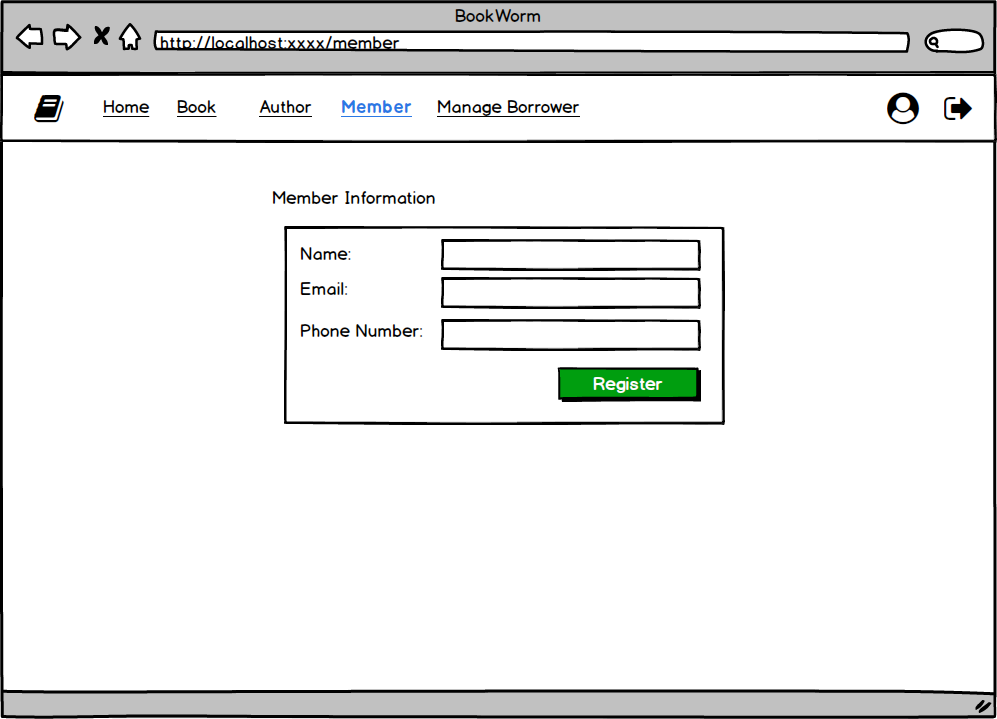 BookWorm
http://localhost:xxxx/member
Home Book Author Member Manage Borrower
Member Information
Name:
Email:
Phone Number:
Register